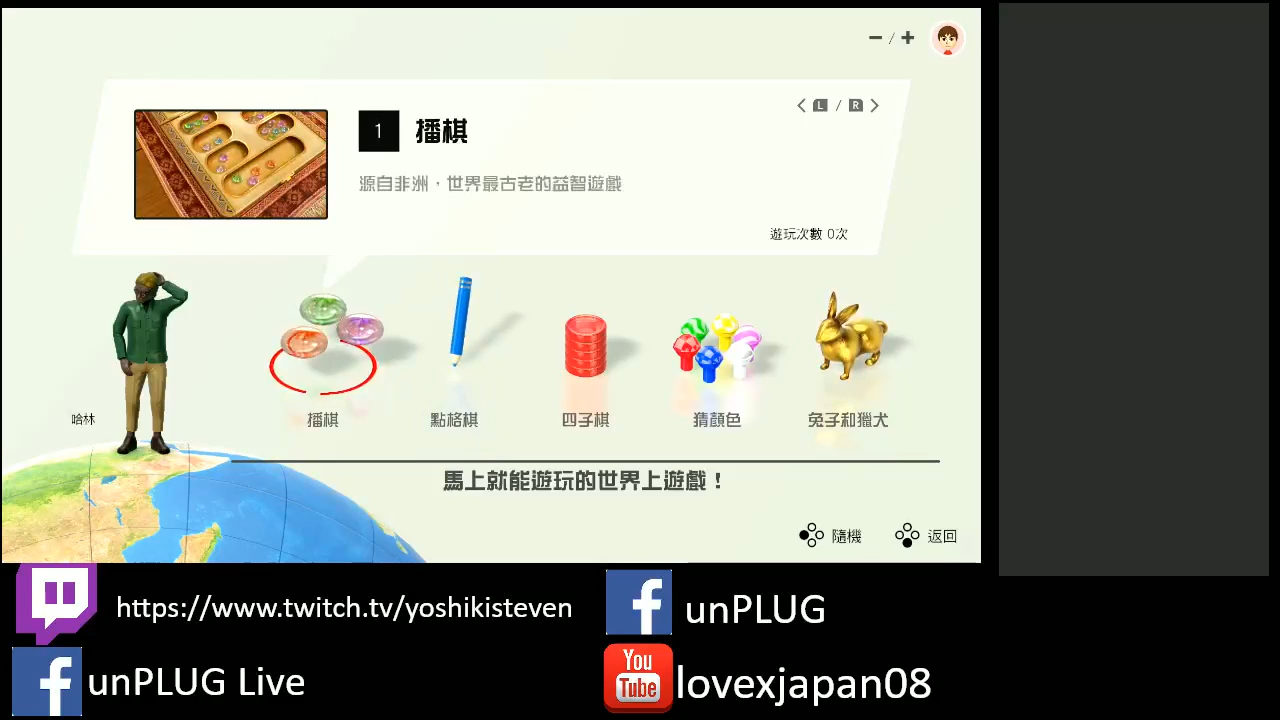 − / +
L / R
1 播棋
源自非洲，世界最古老的益智遊戲
遊玩次數 0次
哈林
播棋 點格棋 四子棋 猜顏色 兔子和獵犬
馬上就能遊玩的世界上遊戲！
隨機 返回
https://www.twitch.tv/yoshikisteven
unPLUG
unPLUG Live
You Tube lovexjapan08